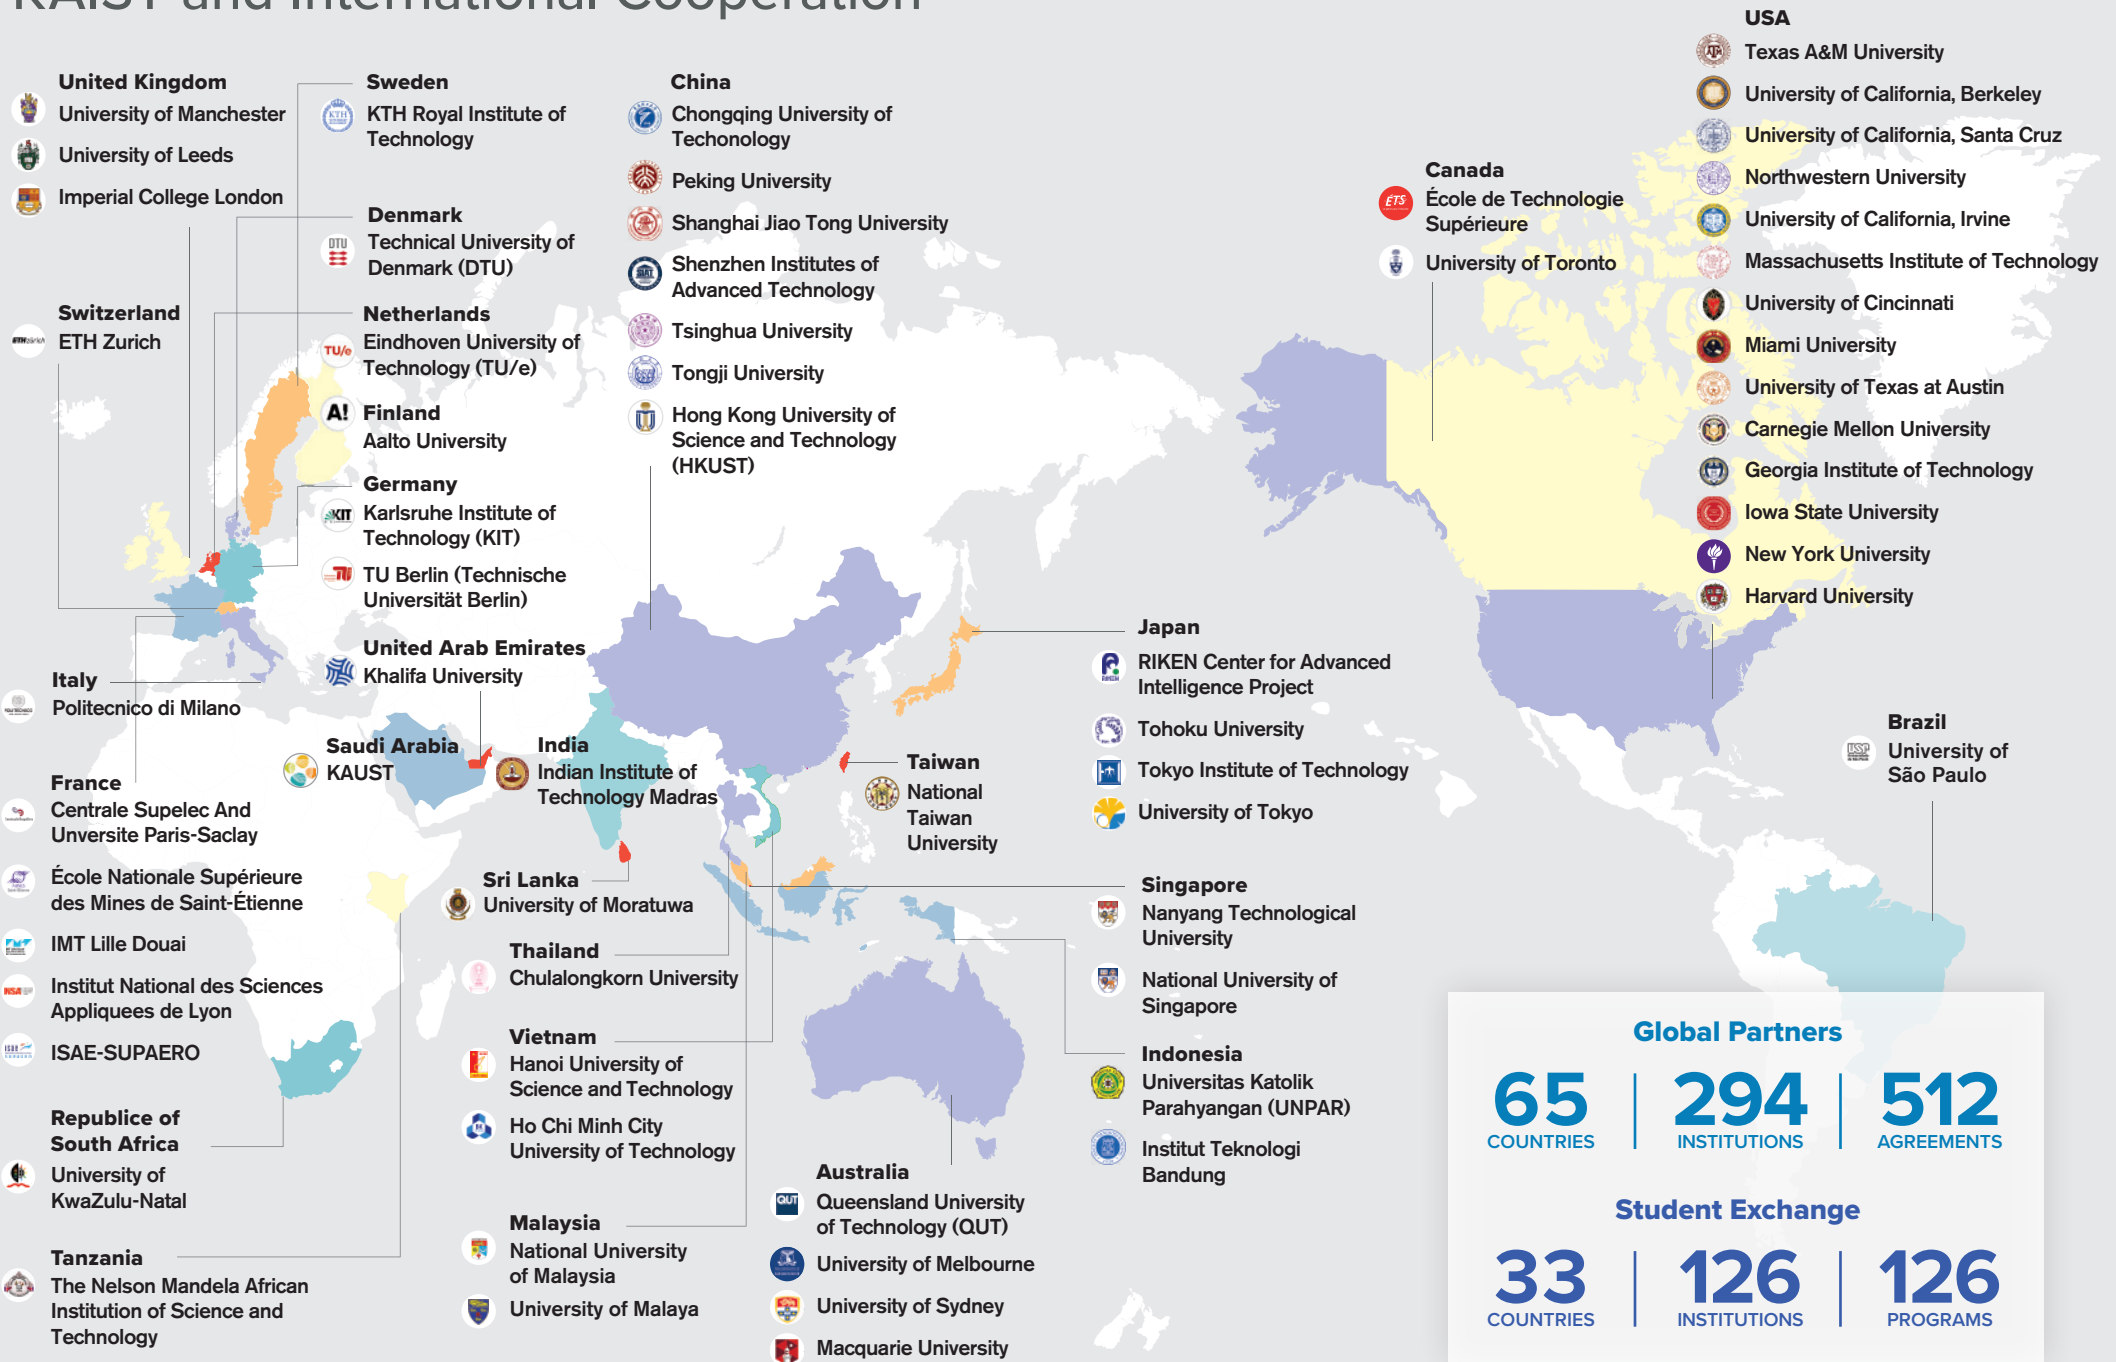 KAIST and International Cooperation
United Kingdom
University of Manchester
University of Leeds
Imperial College London
Switzerland
ETH Zurich
Italy
Politecnico di Milano
France
Centrale Supelec And
Unversite Paris-Saclay
École Nationale Supérieure
des Mines de Saint-Étienne
IMT Lille Douai
Institut National des Sciences
Appliquees de Lyon
ISAE-SUPAERO
Republice of
South Africa
University of
KwaZulu-Natal
Tanzania
The Nelson Mandela African
Institution of Science and
Technology
Sweden
KTH
KTH Royal Institute of
Technology
Denmark
DTU
Technical University of
Denmark (DTU)
Netherlands
TU/e
Eindhoven University of
Technology (TU/e)
A!
Finland
Aalto University
Germany
KIT
Karlsruhe Institute of
Technology (KIT)
TU Berlin (Technische
Universität Berlin)
United Arab Emirates
Khalifa University
Saudi Arabia
KAUST
India
Indian Institute of
Technology Madras
Sri Lanka
University of Moratuwa
Thailand
Chulalongkorn University
Vietnam
Hanoi University of
Science and Technology
Ho Chi Minh City
University of Technology
Malaysia
National University
of Malaysia
University of Malaya
China
Chongqing University of
Techonology
Peking University
Shanghai Jiao Tong University
Shenzhen Institutes of
Advanced Technology
Tsinghua University
Tongji University
Hong Kong University of
Science and Technology
(HKUST)
Taiwan
National
Taiwan
University
Australia
QUT
Queensland University
of Technology (QUT)
University of Melbourne
University of Sydney
Macquarie University
Japan
RIKEN Center for Advanced
Intelligence Project
Tohoku University
Tokyo Institute of Technology
University of Tokyo
Singapore
Nanyang Technological
University
National University of
Singapore
Indonesia
Universitas Katolik
Parahyangan (UNPAR)
Institut Teknologi
Bandung
Canada
ÉTS
École de Technologie
Supérieure
University of Toronto
USA
Texas A&M University
University of California, Berkeley
University of California, Santa Cruz
Northwestern University
University of California, Irvine
Massachusetts Institute of Technology
University of Cincinnati
Miami University
University of Texas at Austin
Carnegie Mellon University
Georgia Institute of Technology
Iowa State University
New York University
Harvard University
Brazil
USP
University of
São Paulo
Global Partners
65
COUNTRIES
294
INSTITUTIONS
512
AGREEMENTS
Student Exchange
33
COUNTRIES
126
INSTITUTIONS
126
PROGRAMS